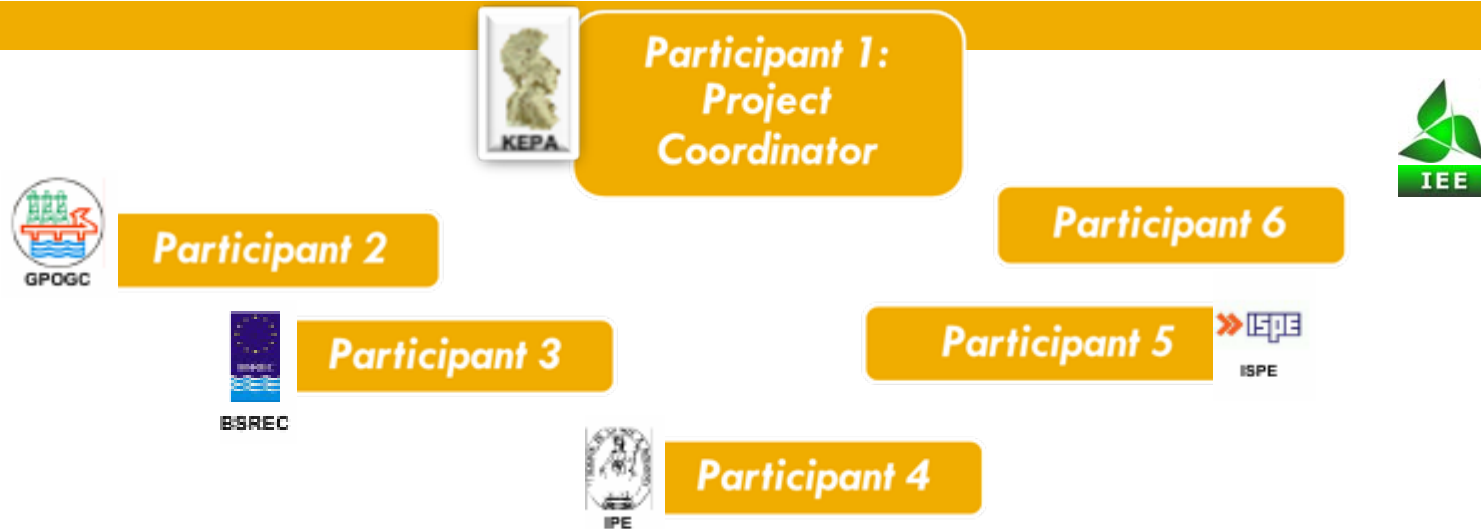 Participant 1:
Project
Coordinator
KEPA
IEE
Participant 2
GPOGC
Participant 6
Participant 3
BSREC
Participant 5
ISPE
ISPE
Participant 4
IPE